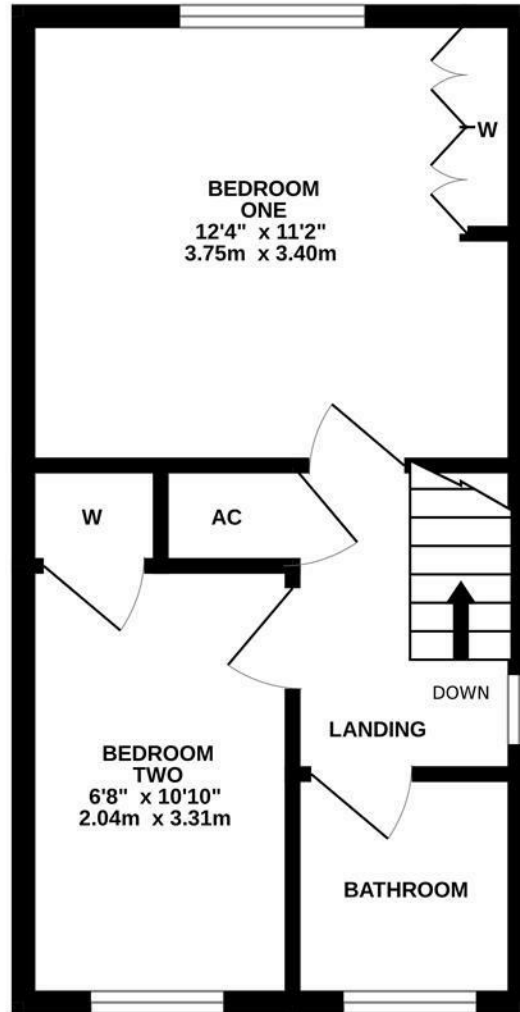 W
BEDROOM
ONE
12'4" x 11'2"
3.75m x 3.40m
W
AC
DOWN
LANDING
BEDROOM
TWO
6'8" x 10'10"
2.04m x 3.31m
BATHROOM